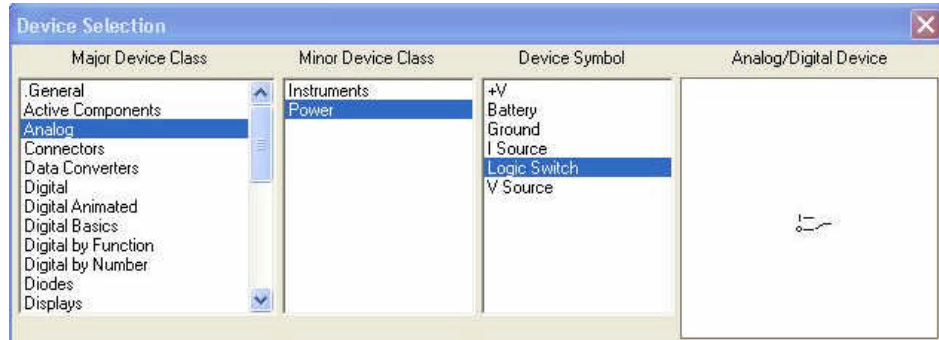 Device Selection
Major Device Class
Minor Device Class
Device Symbol
Analog/Digital Device
.General
Active Components
Analog
Connectors
Data Converters
Digital
Digital Animated
Digital Basics
Digital by Function
Digital by Number
Diodes
Displays
Instruments
Power
+V
Battery
Ground
I Source
Logic Switch
V Source